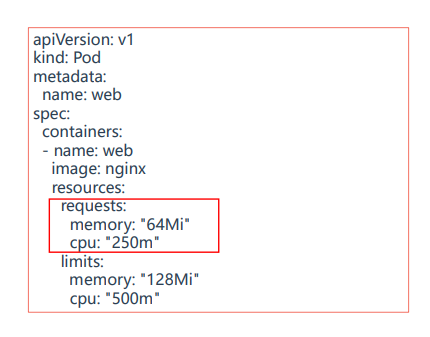 apiVersion: v1
kind: Pod
metadata:
  name: web
spec:
  containers:
  - name: web
    image: nginx
    resources:
      requests:
        memory: "64Mi"
        cpu: "250m"
      limits:
        memory: "128Mi"
        cpu: "500m"